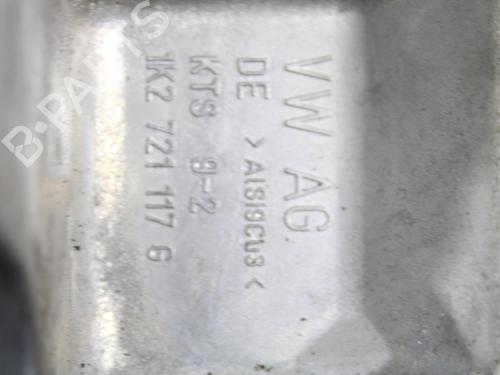 VW AG
DE >AlSi9Cu3<
KTS 9-2
1K2 721 117 G
B-Parts